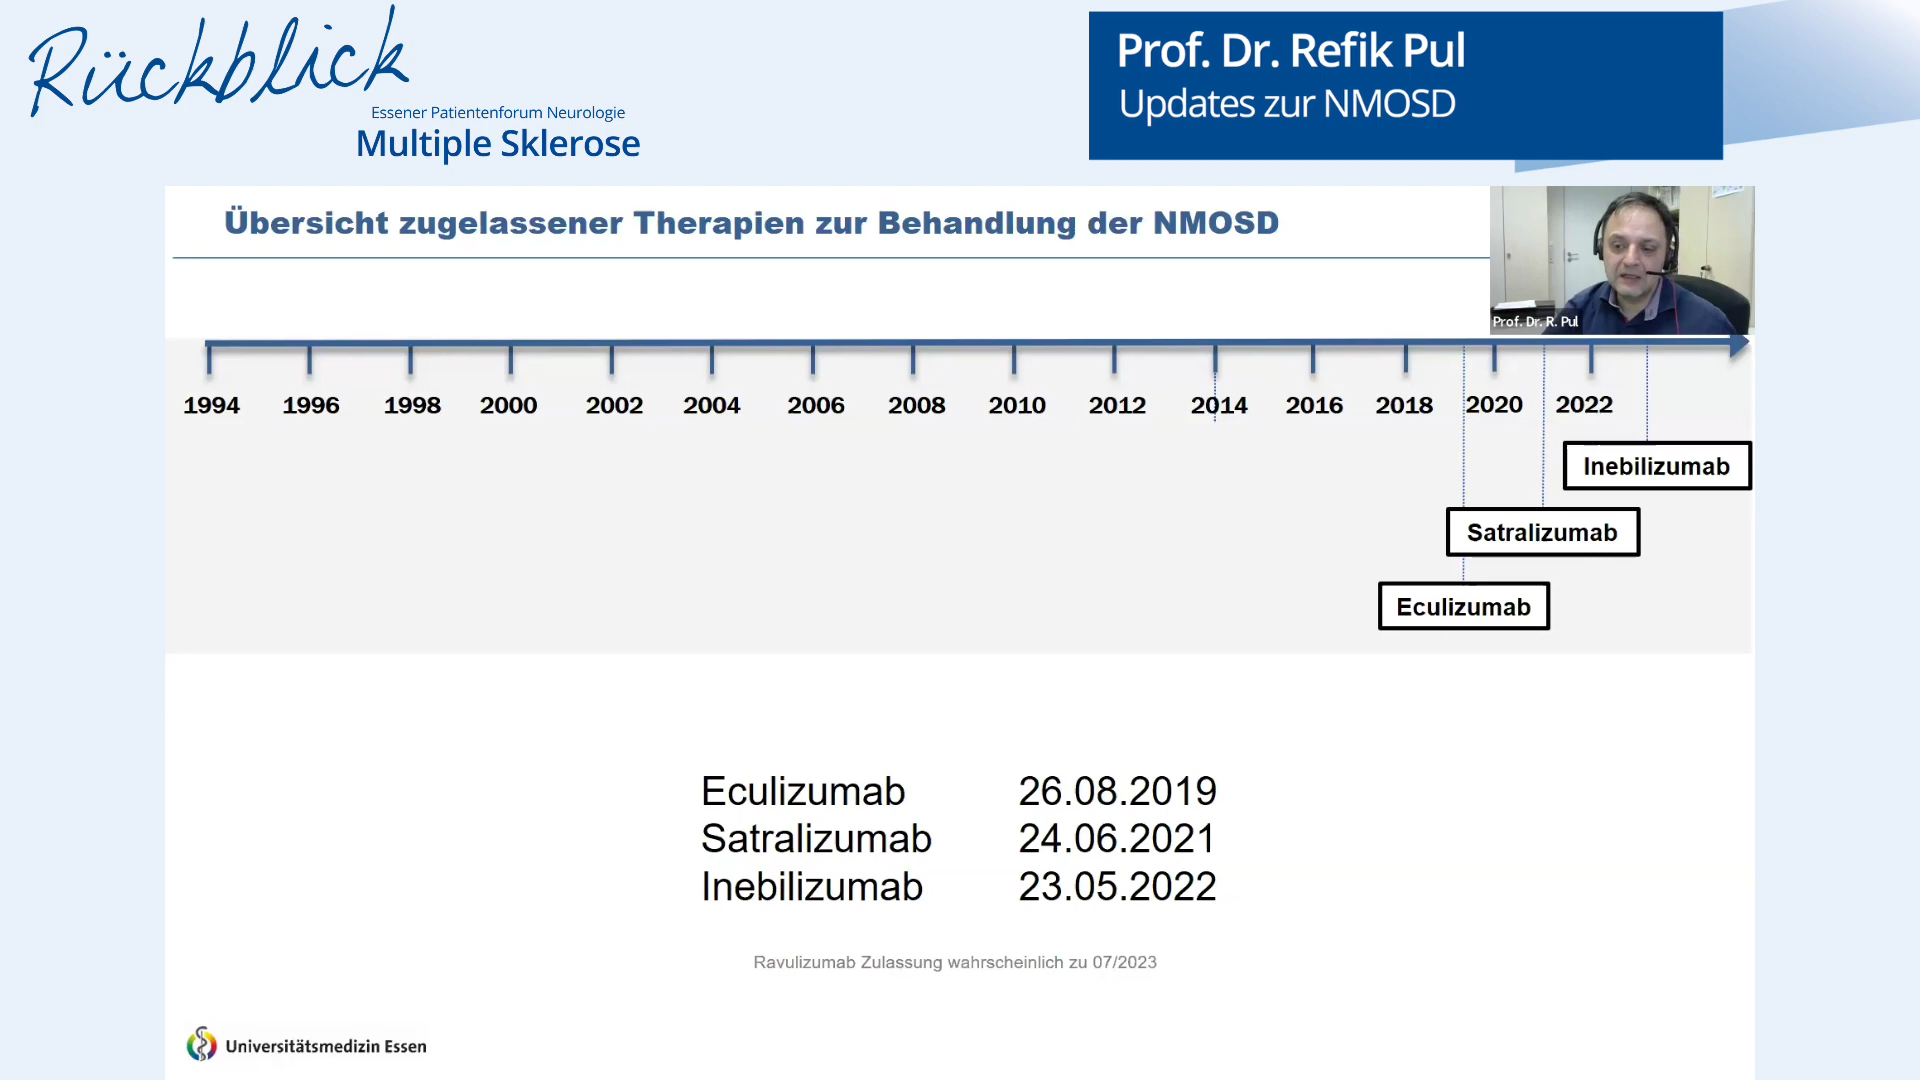 Rückblick
Essener Patientenforum Neurologie
Multiple Sklerose
Prof. Dr. Refik Pul
Updates zur NMOSD
Übersicht zugelassener Therapien zur Behandlung der NMOSD
Prof. Dr. R. Pul
1994 1996 1998 2000 2002 2004 2006 2008 2010 2012 2014 2016 2018 2020 2022
Inebilizumab
Satralizumab
Eculizumab
Eculizumab 26.08.2019
Satralizumab 24.06.2021
Inebilizumab 23.05.2022
Ravulizumab Zulassung wahrscheinlich zu 07/2023
Universitätsmedizin Essen